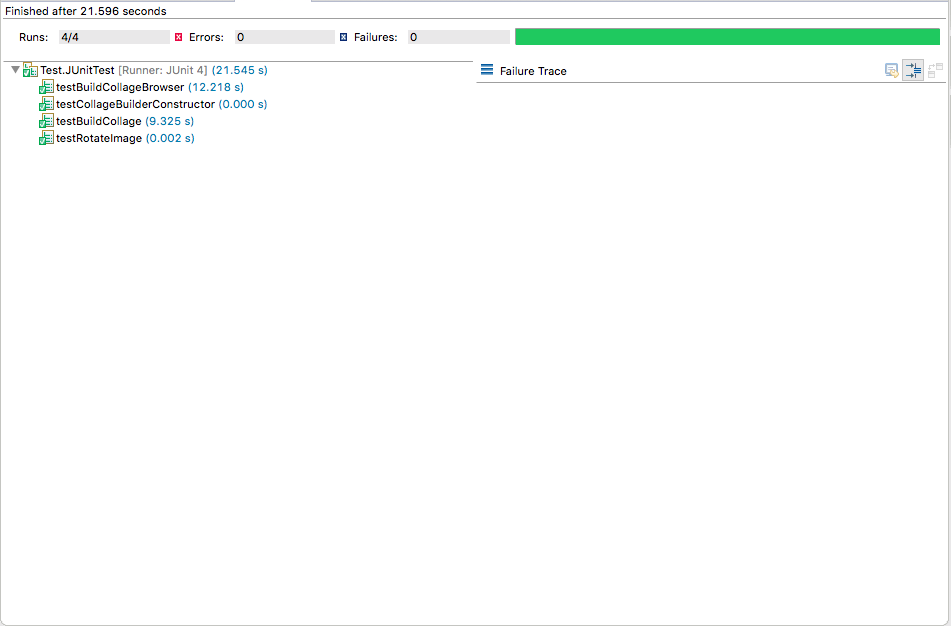 Finished after 21.596 seconds
Runs: 4/4 Errors: 0 Failures: 0
Test.JUnitTest [Runner: JUnit 4] (21.545 s)
testBuildCollageBrowser (12.218 s)
testCollageBuilderConstructor (0.000 s)
testBuildCollage (9.325 s)
testRotateImage (0.002 s)
Failure Trace